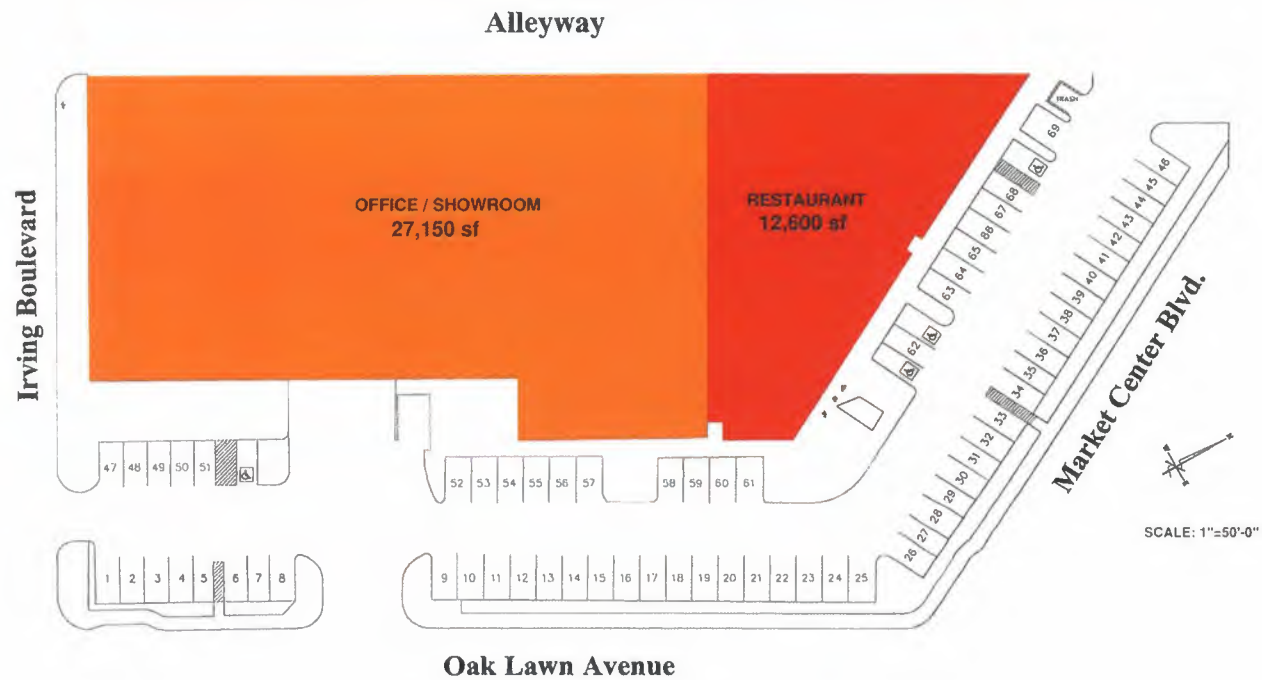 Alleyway
Irving Boulevard
OFFICE / SHOWROOM
27,150 sf
RESTAURANT
12,600 sf
TRASH
69
68
67
88
65
64
63
62
46
45
44
43
42
41
40
39
38
37
36
35
34
33
32
31
30
29
28
27
26
Market Center Blvd.
SCALE: 1"=50'-0"
47 48 49 50 51
52 53 54 55 56 57
58 59 60 61
1 2 3 4 5 6 7 8
9 10 11 12 13 14 15 16 17 18 19 20 21 22 23 24 25
Oak Lawn Avenue